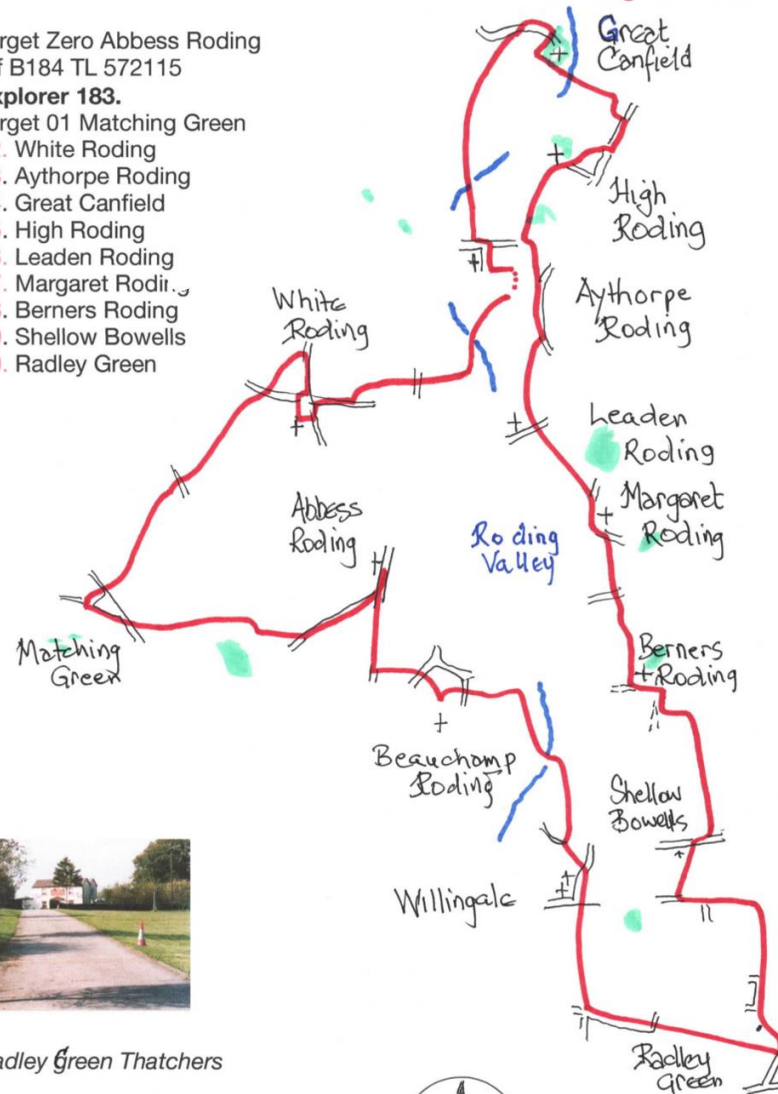 rget Zero Abbess Roding
f B184 TL 572115
xplorer 183.
rget 01 Matching Green
. White Roding
. Aythorpe Roding
. Great Canfield
. High Roding
. Leaden Roding
. Margaret Rodin
. Berners Roding
. Shellow Bowells
. Radley Green
Great
Canfield
High
Roding
Aythorpe
Roding
White
Roding
Leaden
Roding
Margaret
Roding
Abbess
Roding
Roding
Valley
Matching
Green
Berners
Roding
Beauchamp
Roding
Shellow
Bowells
Willingale
Radley
Green
adley Green Thatchers